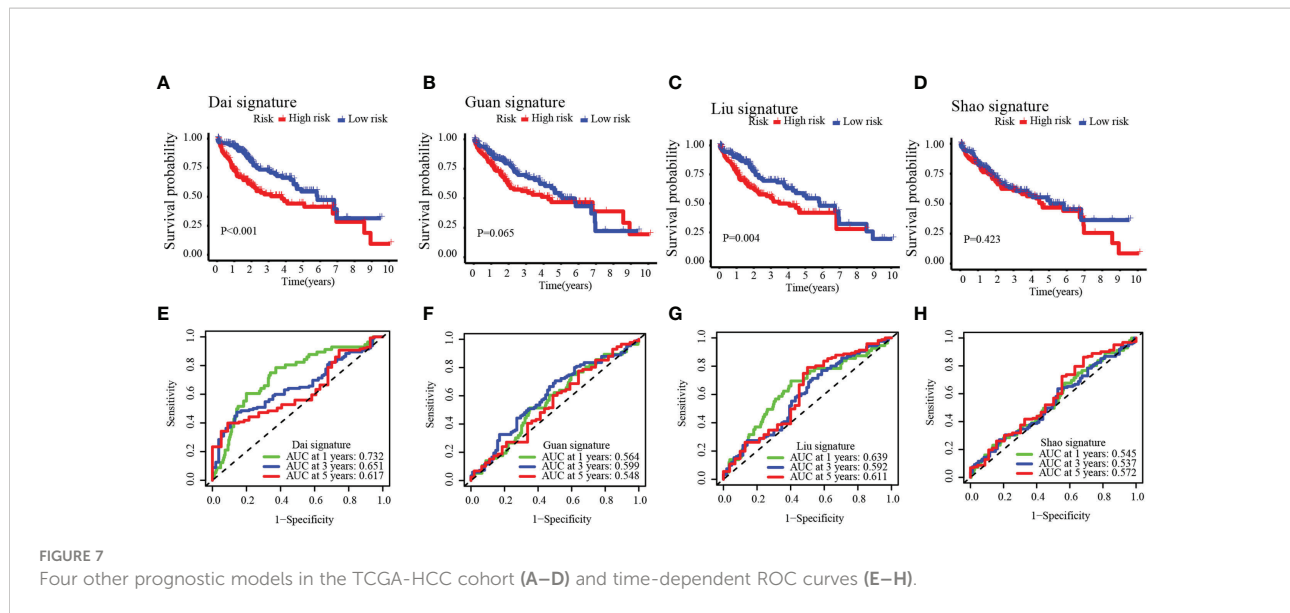 A
Dai signature
Risk High risk Low risk
Survival probability
1.00
0.75
0.50
0.25
0.00
P<0.001
0 1 2 3 4 5 6 7 8 9 10
Time(years)
B
Guan signature
Risk High risk Low risk
Survival probability
1.00
0.75
0.50
0.25
0.00
P=0.065
0 1 2 3 4 5 6 7 8 9 10
Time(years)
C
Liu signature
Risk High risk Low risk
Survival probability
1.00
0.75
0.50
0.25
0.00
P=0.004
0 1 2 3 4 5 6 7 8 9 10
Time(years)
D
Shao signature
Risk High risk Low risk
Survival probability
1.00
0.75
0.50
0.25
0.00
P=0.423
0 1 2 3 4 5 6 7 8 9 10
Time(years)
E
Sensitivity
1.0
0.8
0.6
0.4
0.2
0.0
Dai signature
AUC at 1 years: 0.732
AUC at 3 years: 0.651
AUC at 5 years: 0.617
0.0 0.2 0.4 0.6 0.8 1.0
1−Specificity
F
Sensitivity
1.0
0.8
0.6
0.4
0.2
0.0
Guan signature
AUC at 1 years: 0.564
AUC at 3 years: 0.599
AUC at 5 years: 0.548
0.0 0.2 0.4 0.6 0.8 1.0
1−Specificity
G
Sensitivity
1.0
0.8
0.6
0.4
0.2
0.0
Liu signature
AUC at 1 years: 0.639
AUC at 3 years: 0.592
AUC at 5 years: 0.611
0.0 0.2 0.4 0.6 0.8 1.0
1−Specificity
H
Sensitivity
1.0
0.8
0.6
0.4
0.2
0.0
Shao signature
AUC at 1 years: 0.545
AUC at 3 years: 0.537
AUC at 5 years: 0.572
0.0 0.2 0.4 0.6 0.8 1.0
1−Specificity
FIGURE 7
Four other prognostic models in the TCGA-HCC cohort (A–D) and time-dependent ROC curves (E–H).